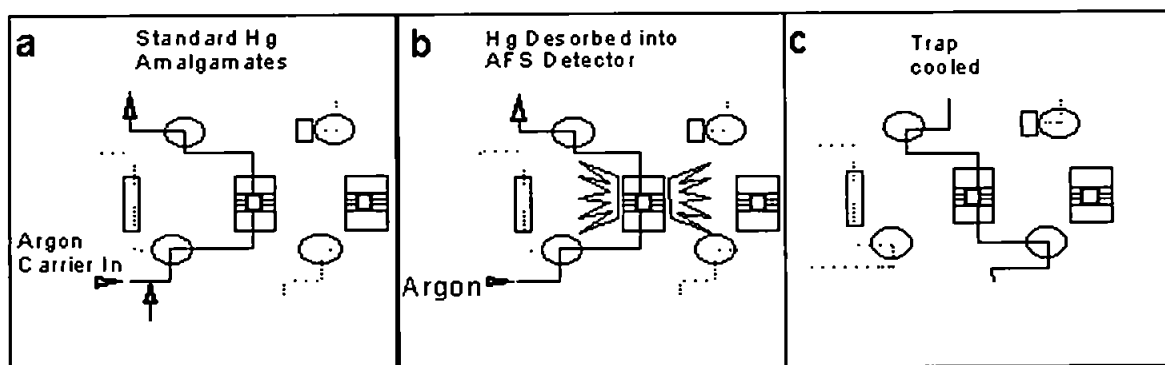 a
Standard Hg
Amalgamates
Argon
Carrier In
b
Hg Desorbed into
AFS Detector
Argon
c
Trap
cooled